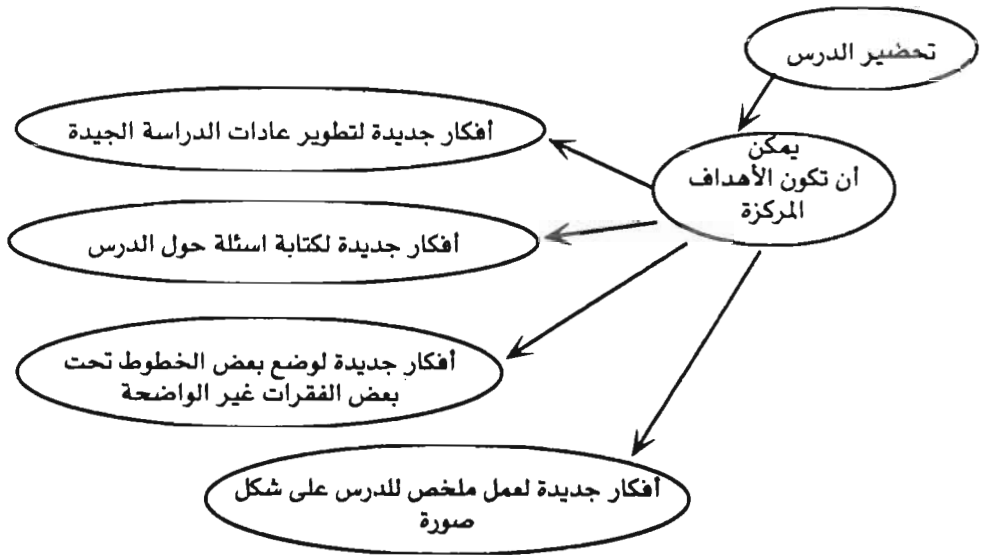 تحضير الدرس
يمكن
أن تكون الأهداف
المركزة
أفكار جديدة لتطوير عادات الدراسة الجيدة
أفكار جديدة لكتابة اسئلة حول الدرس
أفكار جديدة لوضع بعض الخطوط تحت
بعض الفقرات غير الواضحة
أفكار جديدة لعمل ملخص للدرس على شكل
صورة